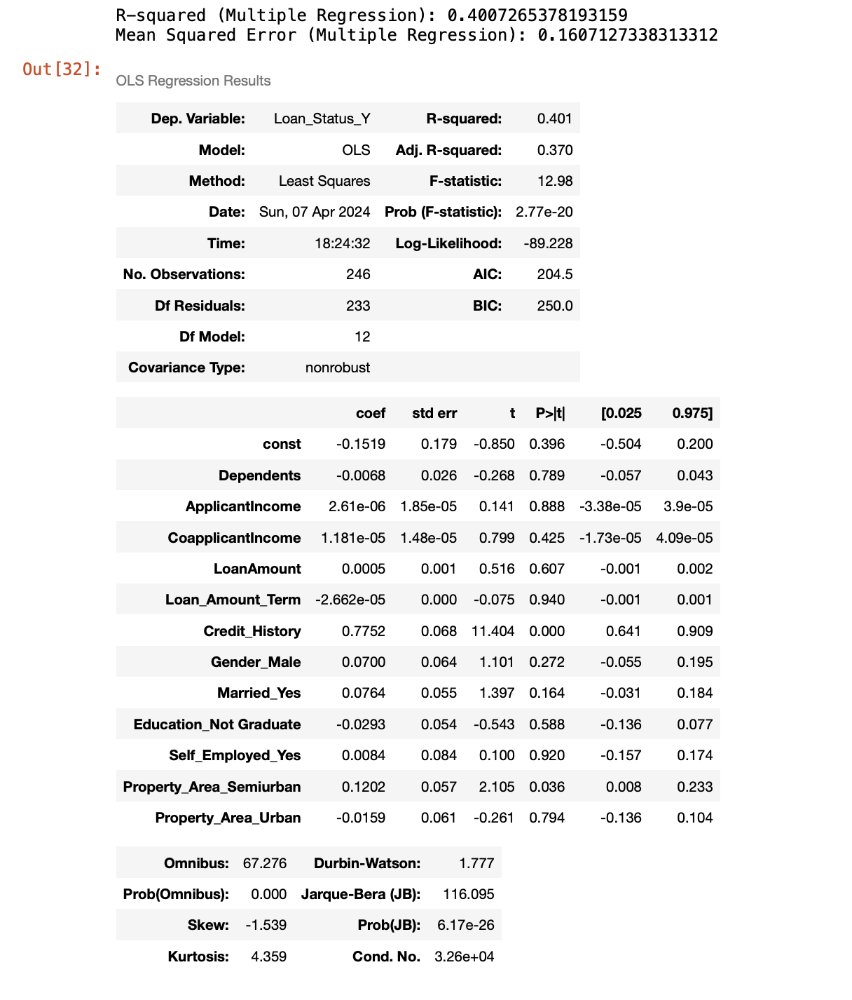 R-squared (Multiple Regression): 0.4007265378193159
Mean Squared Error (Multiple Regression): 0.1607127338313312
Out[32]:
OLS Regression Results
Dep. Variable: Loan_Status_Y R-squared: 0.401
Model: OLS Adj. R-squared: 0.370
Method: Least Squares F-statistic: 12.98
Date: Sun, 07 Apr 2024 Prob (F-statistic): 2.77e-20
Time: 18:24:32 Log-Likelihood: -89.228
No. Observations: 246 AIC: 204.5
Df Residuals: 233 BIC: 250.0
Df Model: 12
Covariance Type: nonrobust
coef std err t P>|t| [0.025 0.975]
const -0.1519 0.179 -0.850 0.396 -0.504 0.200
Dependents -0.0068 0.026 -0.268 0.789 -0.057 0.043
ApplicantIncome 2.61e-06 1.85e-05 0.141 0.888 -3.38e-05 3.9e-05
CoapplicantIncome 1.181e-05 1.48e-05 0.799 0.425 -1.73e-05 4.09e-05
LoanAmount 0.0005 0.001 0.516 0.607 -0.001 0.002
Loan_Amount_Term -2.662e-05 0.000 -0.075 0.940 -0.001 0.001
Credit_History 0.7752 0.068 11.404 0.000 0.641 0.909
Gender_Male 0.0700 0.064 1.101 0.272 -0.055 0.195
Married_Yes 0.0764 0.055 1.397 0.164 -0.031 0.184
Education_Not Graduate -0.0293 0.054 -0.543 0.588 -0.136 0.077
Self_Employed_Yes 0.0084 0.084 0.100 0.920 -0.157 0.174
Property_Area_Semiurban 0.1202 0.057 2.105 0.036 0.008 0.233
Property_Area_Urban -0.0159 0.061 -0.261 0.794 -0.136 0.104
Omnibus: 67.276 Durbin-Watson: 1.777
Prob(Omnibus): 0.000 Jarque-Bera (JB): 116.095
Skew: -1.539 Prob(JB): 6.17e-26
Kurtosis: 4.359 Cond. No. 3.26e+04